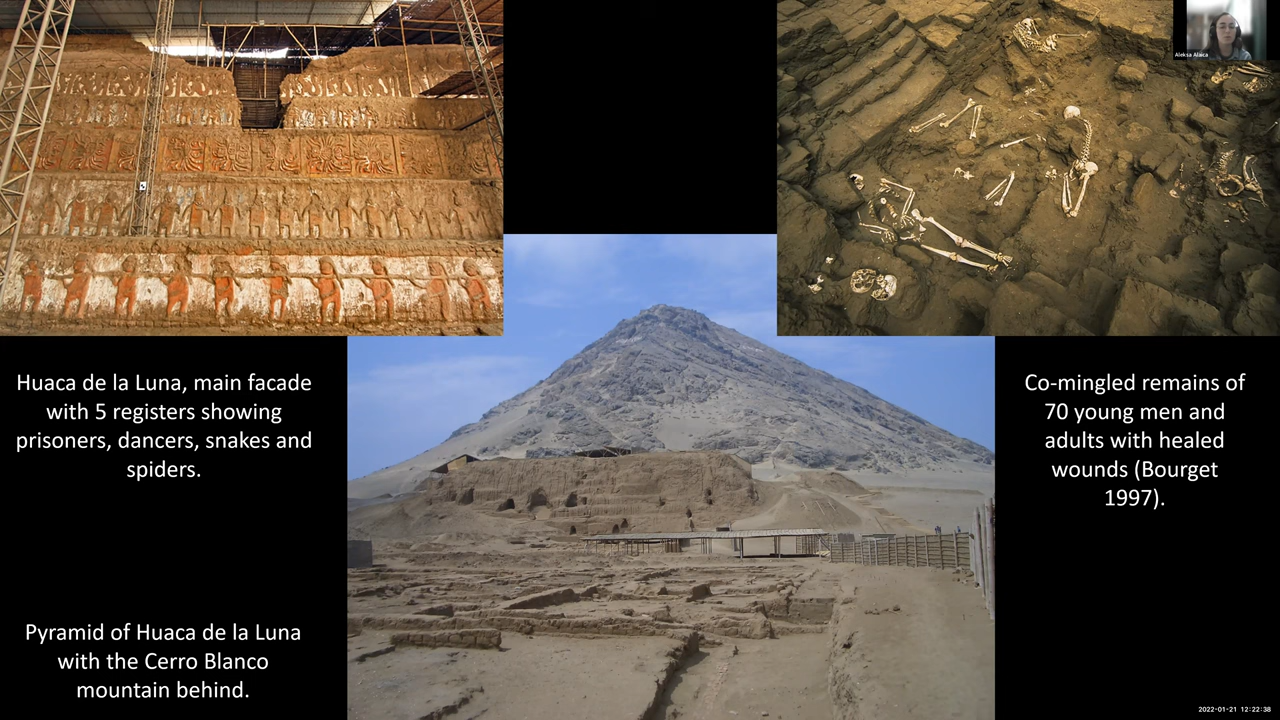 Aleksa Alaica
Huaca de la Luna, main facade
with 5 registers showing
prisoners, dancers, snakes and
spiders.
Co-mingled remains of
70 young men and
adults with healed
wounds (Bourget
1997).
Pyramid of Huaca de la Luna
with the Cerro Blanco
mountain behind.
2022-01-21 12:22:38